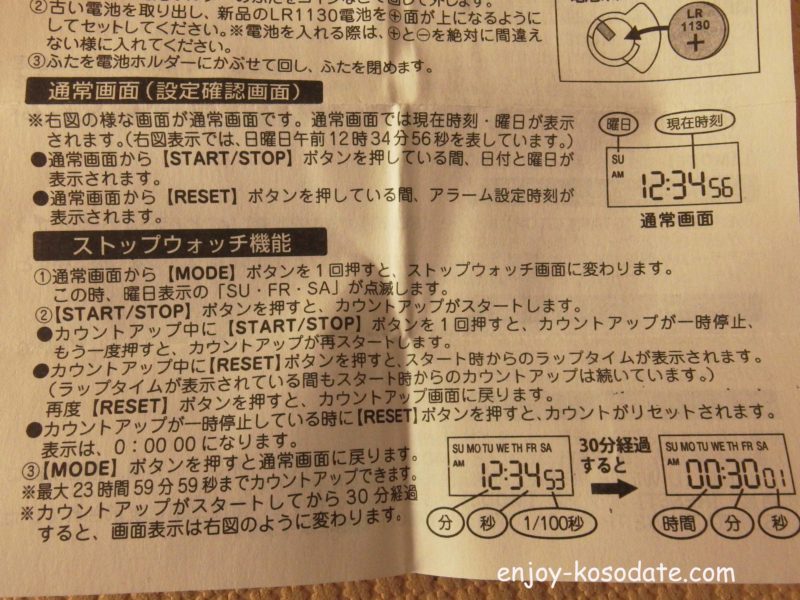 ②古い電池を取り出し、新品のLR1130電池を⊕面が上になるように
してセットしてください。※電池を入れる際は、⊕と⊖を絶対に間違え
ない様に入れてください。
③ふたを電池ホルダーにかぶせて回し、ふたを閉めます。
LR
1130
+
通常画面(設定確認画面)
※右図の様な画面が通常画面です。通常画面では現在時刻・曜日が表示
されます。(右図表示では、日曜日午前12時34分56秒を表しています。)
●通常画面から【START/STOP】ボタンを押している間、日付と曜日が
表示されます。
●通常画面から【RESET】ボタンを押している間、アラーム設定時刻が
表示されます。
曜日
現在時刻
SU
AM
12:34 56
通常画面
ストップウォッチ機能
①通常画面から【MODE】ボタンを1回押すと、ストップウォッチ画面に変わります。
この時、曜日表示の「SU・FR・SA」が点滅します。
②【START/STOP】ボタンを押すと、カウントアップがスタートします。
●カウントアップ中に【START/STOP】ボタンを1回押すと、カウントアップが一時停止、
もう一度押すと、カウントアップが再スタートします。
●カウントアップ中に【RESET】ボタンを押すと、スタート時からのラップタイムが表示されます。
(ラップタイムが表示されている間もスタート時からのカウントアップは続いています。)
再度【RESET】ボタンを押すと、カウントアップ画面に戻ります。
●カウントアップが一時停止している時に【RESET】ボタンを押すと、カウントがリセットされます。
表示は、0:00 00になります。
③【MODE】ボタンを押すと通常画面に戻ります。
※最大23時間59分59秒までカウントアップできます。
※カウントアップがスタートしてから30分経過
すると、画面表示は右図のように変わります。
SU MO TU WE TH FR SA
AM
12:34 53
分
秒
1/100秒
30分経過
すると
SU MO TU WE TH FR SA
AM
00:30 01
時間
分
秒
enjoy-kosodate.com